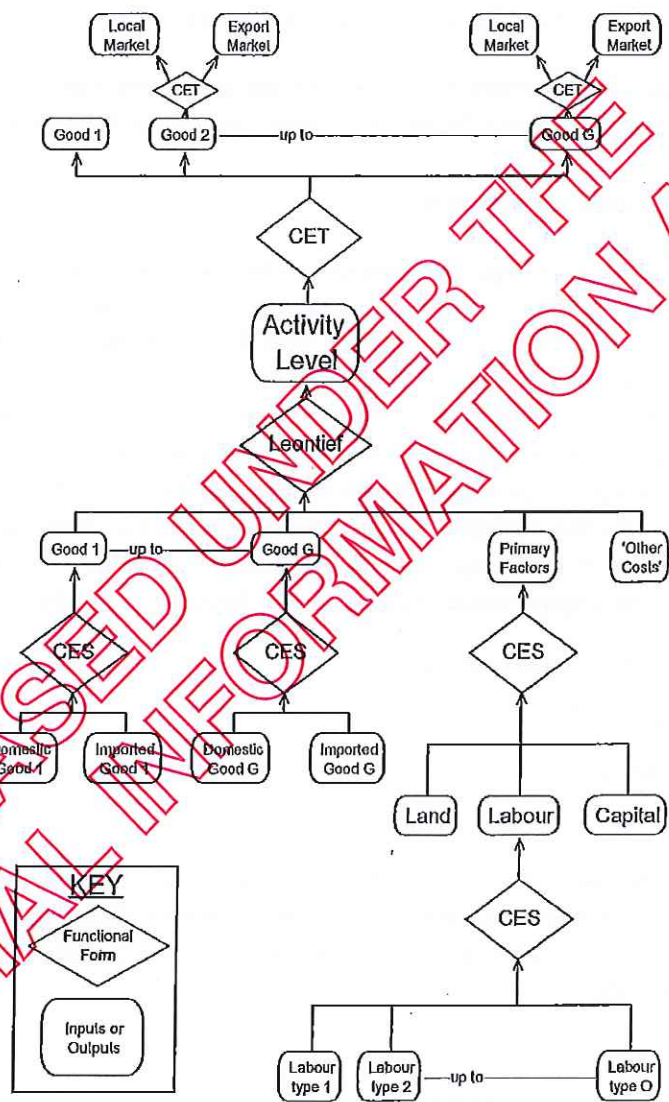 Local Market
Export Market
Local Market
Export Market
CET
CET
Good 1
Good 2
up to
Good G
CET
Activity Level
Leontief
Good 1
up to
Good G
Primary Factors
'Other Costs'
CES
CES
CES
Domestic Good 1
Imported Good 1
Domestic Good G
Imported Good G
Land
Labour
Capital
KEY
Functional Form
Inputs or Outputs
CES
Labour type 1
Labour type 2
up to
Labour type O
ASED UNDER THE
AL INFORMATION A